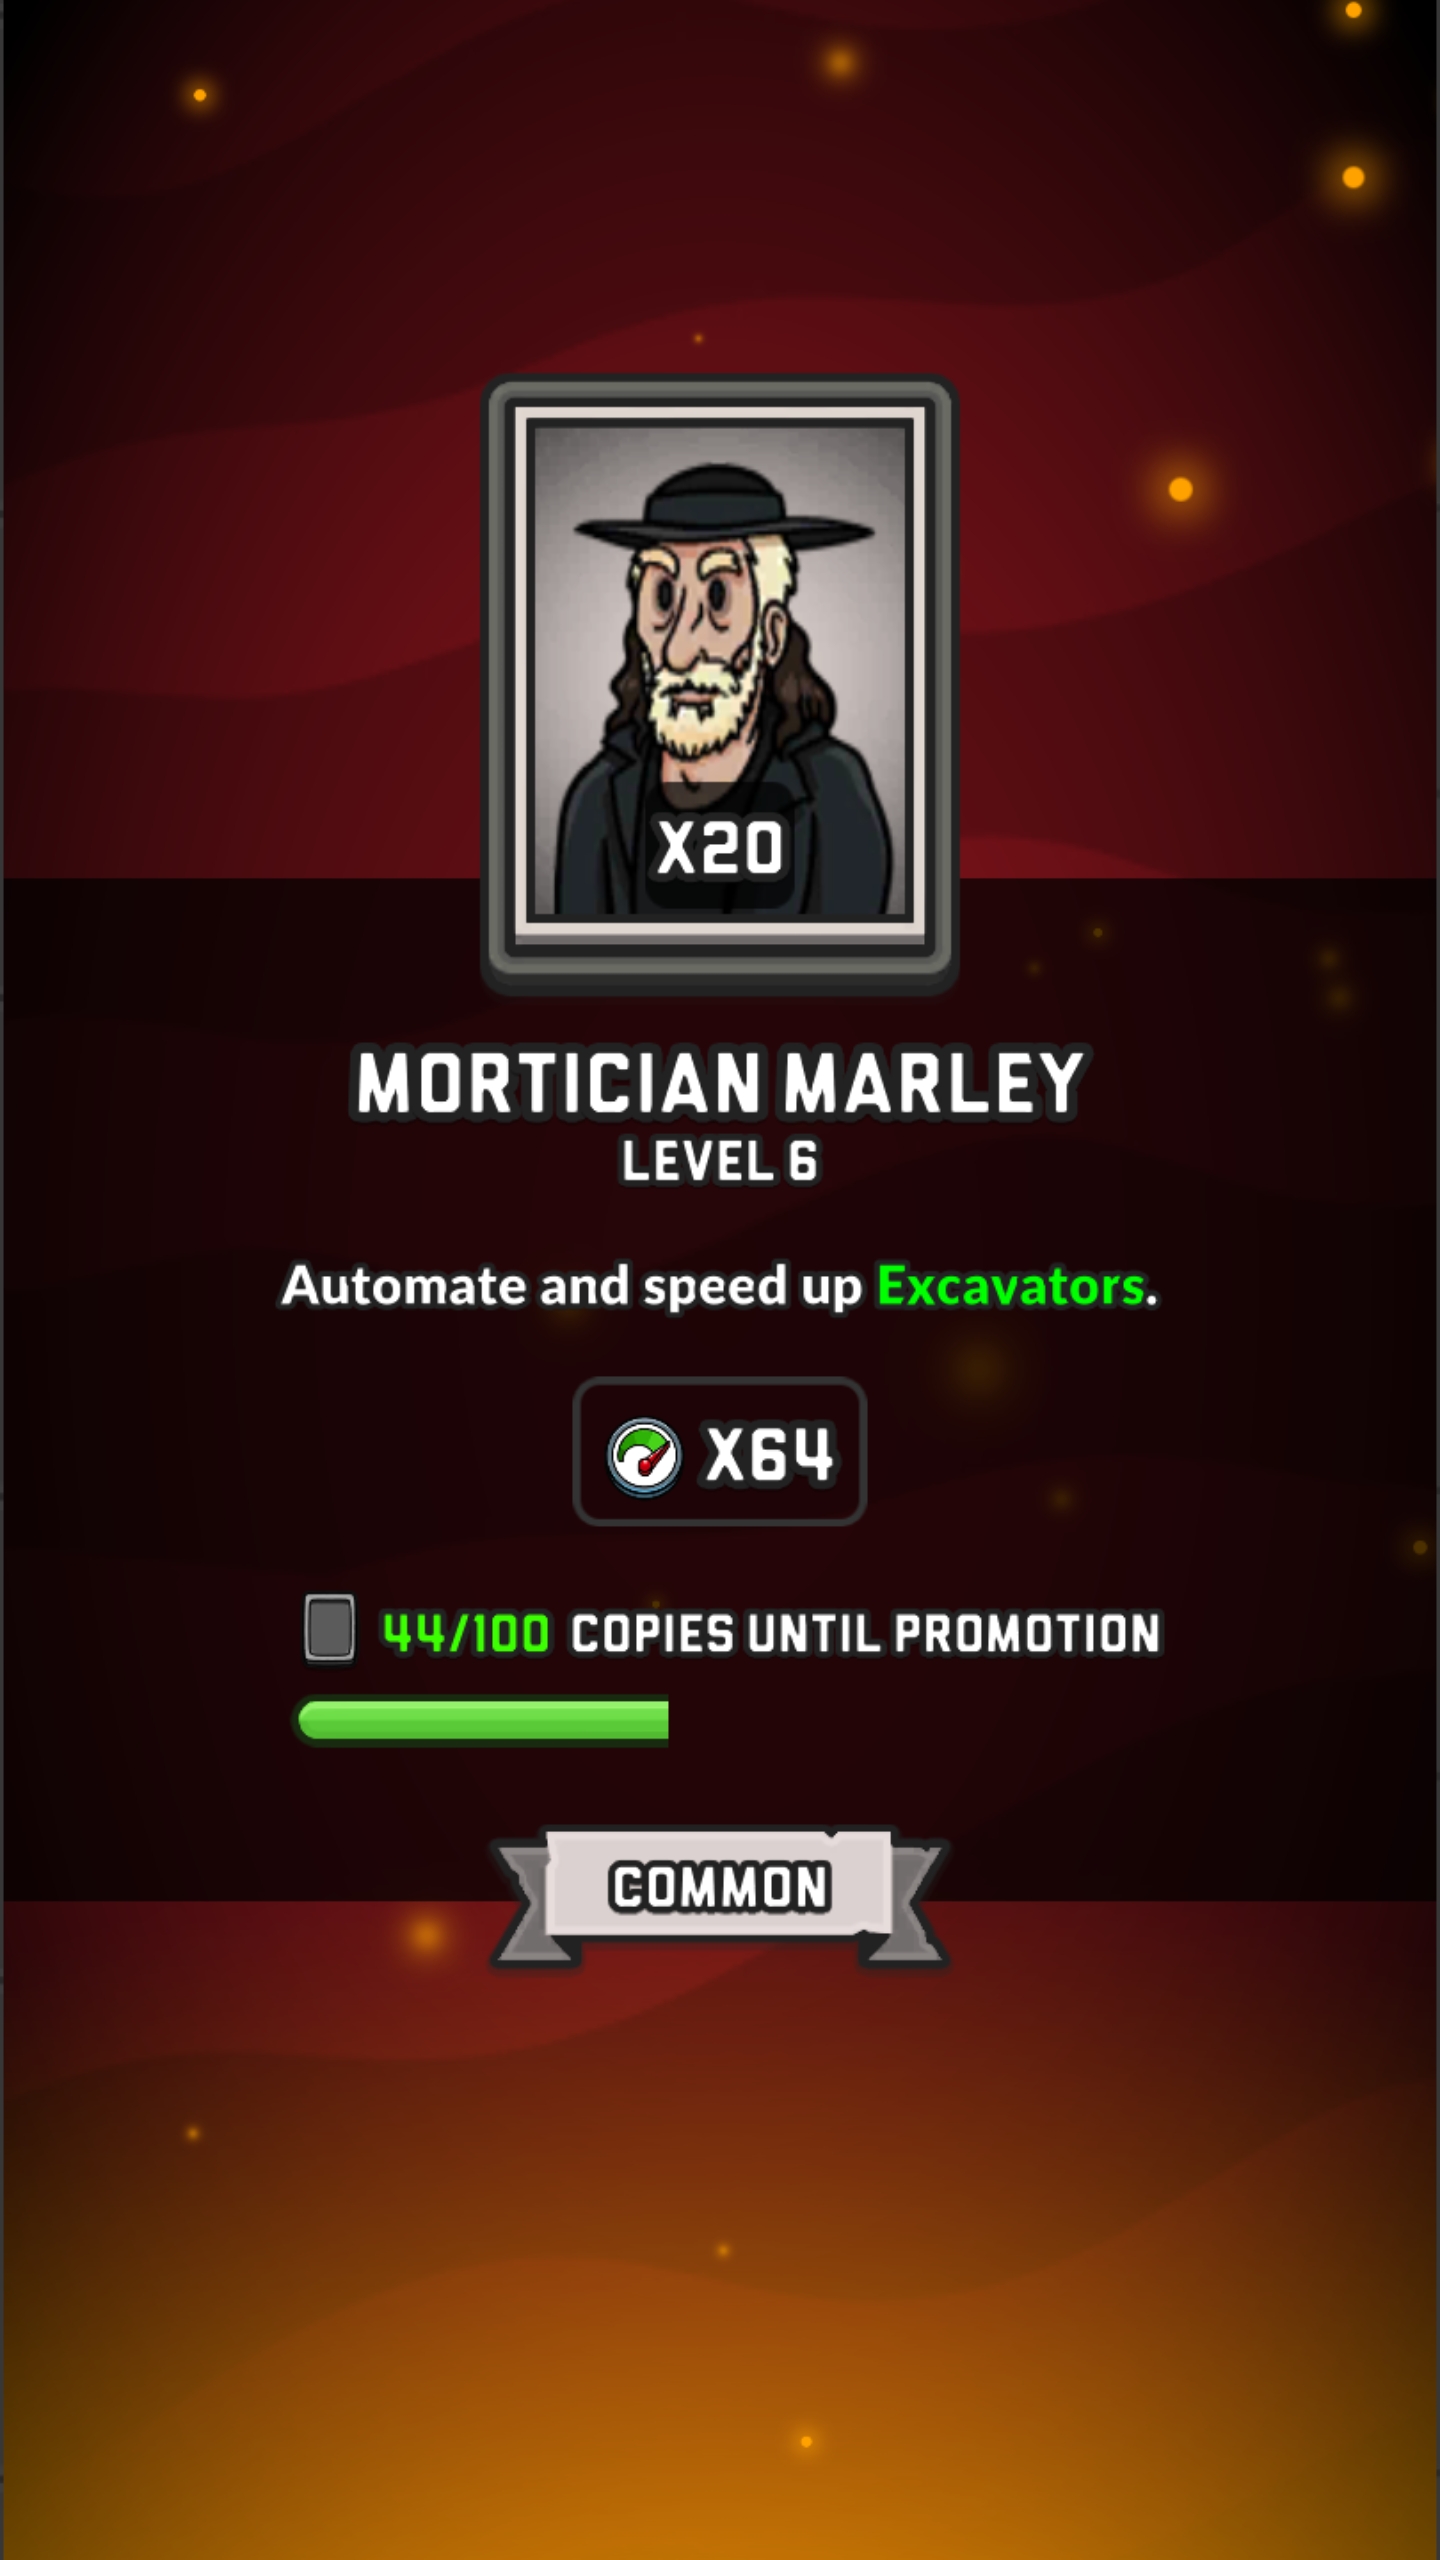 X20
MORTICIAN MARLEY
LEVEL 6
Automate and speed up Excavators.
X64
44/100 COPIES UNTIL PROMOTION
COMMON